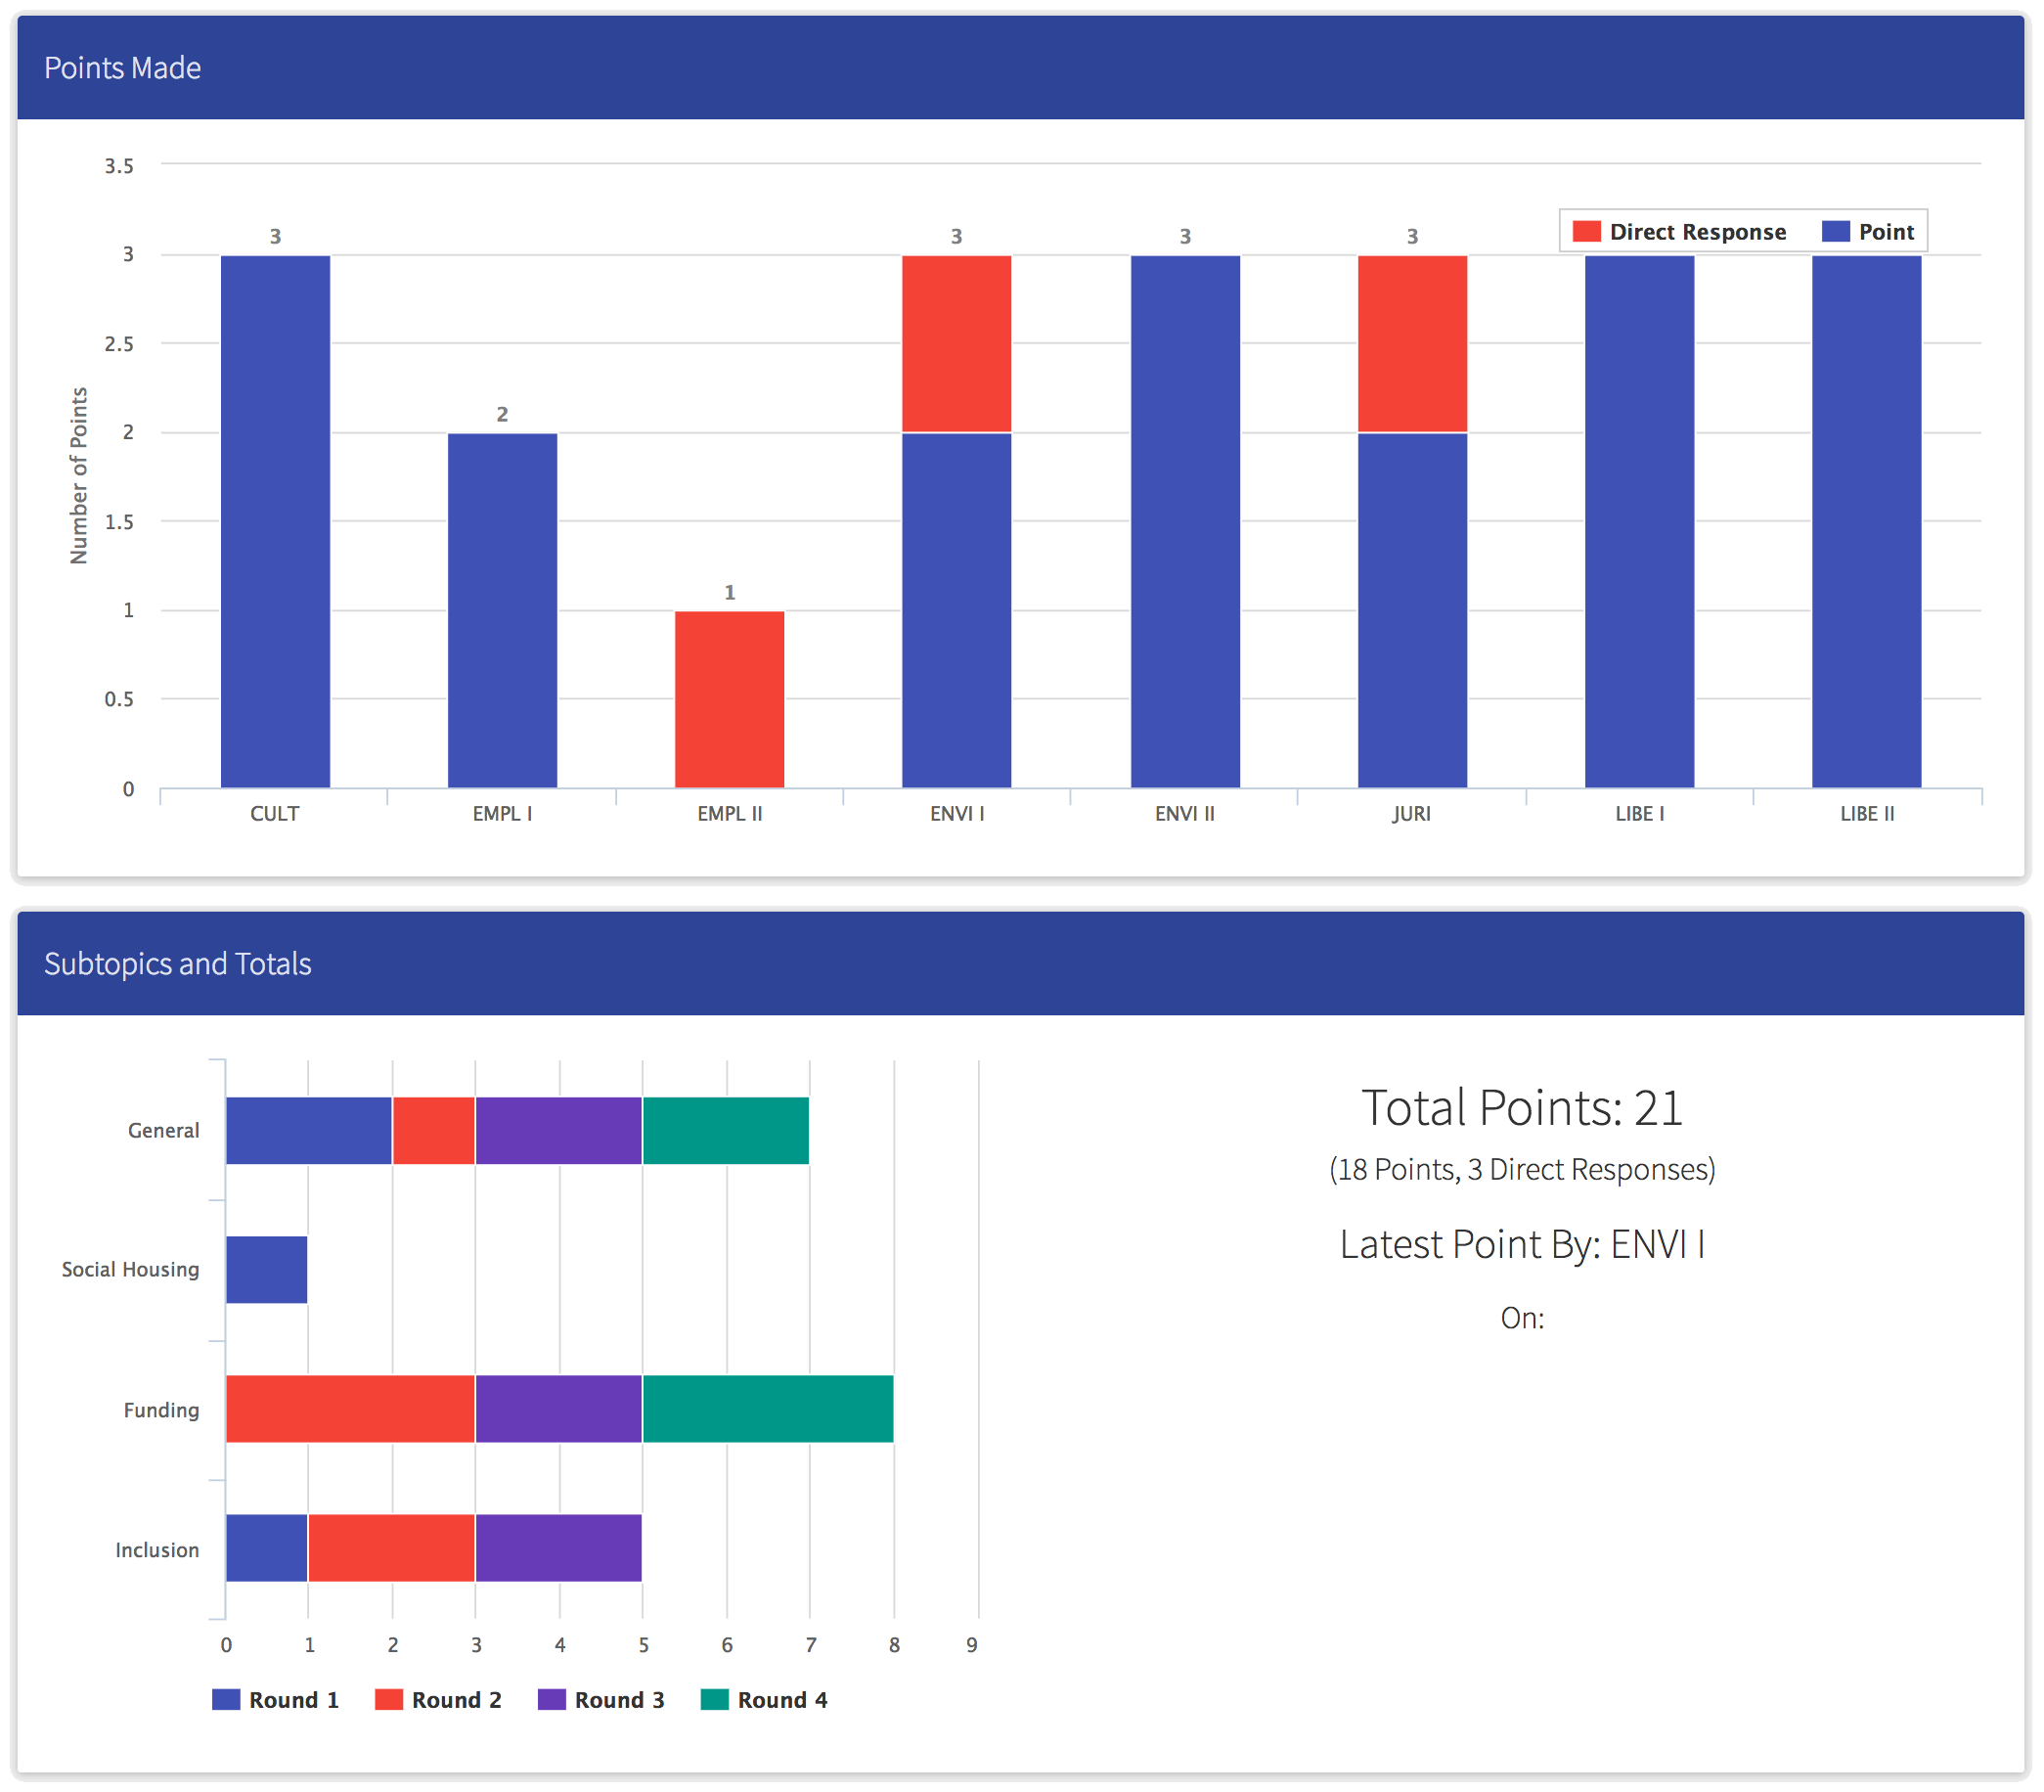 Points Made
3.5
3
2.5
2
1.5
1
0.5
0
Number of Points
3
2
1
3
3
3
Direct Response Point
CULT EMPL I EMPL II ENVI I ENVI II JURI LIBE I LIBE II
Subtopics and Totals
General
Social Housing
Funding
Inclusion
0 1 2 3 4 5 6 7 8 9
Round 1 Round 2 Round 3 Round 4
Total Points: 21
(18 Points, 3 Direct Responses)
Latest Point By: ENVI I
On: